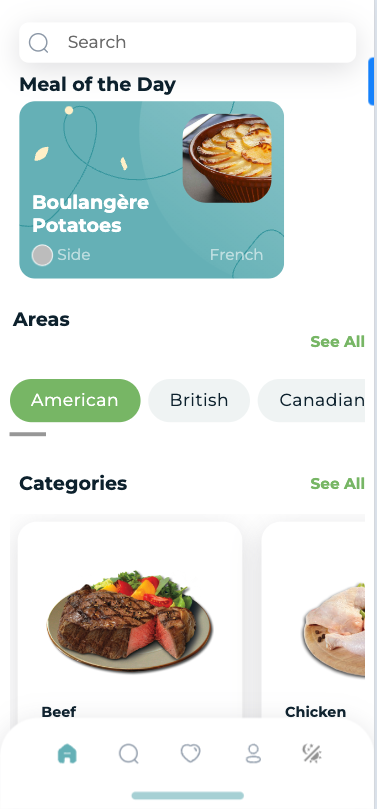 Search
Meal of the Day
Boulangère
Potatoes
Side
French
Areas
See All
American
British
Canadian
Categories
See All
Beef
Chicken